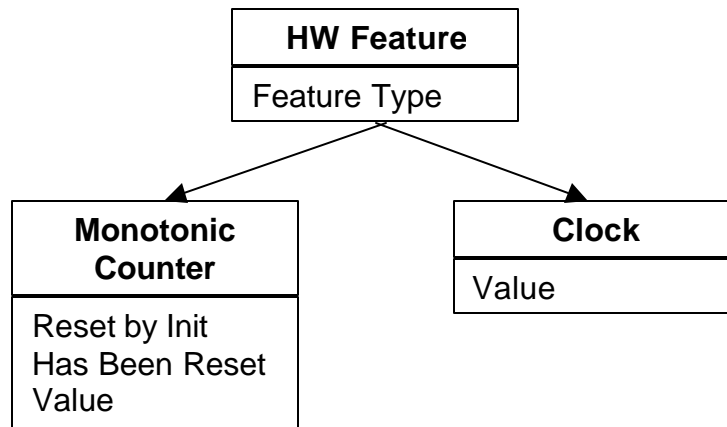 HW Feature
Feature Type
Monotonic
Counter
Reset by Init
Has Been Reset
Value
Clock
Value